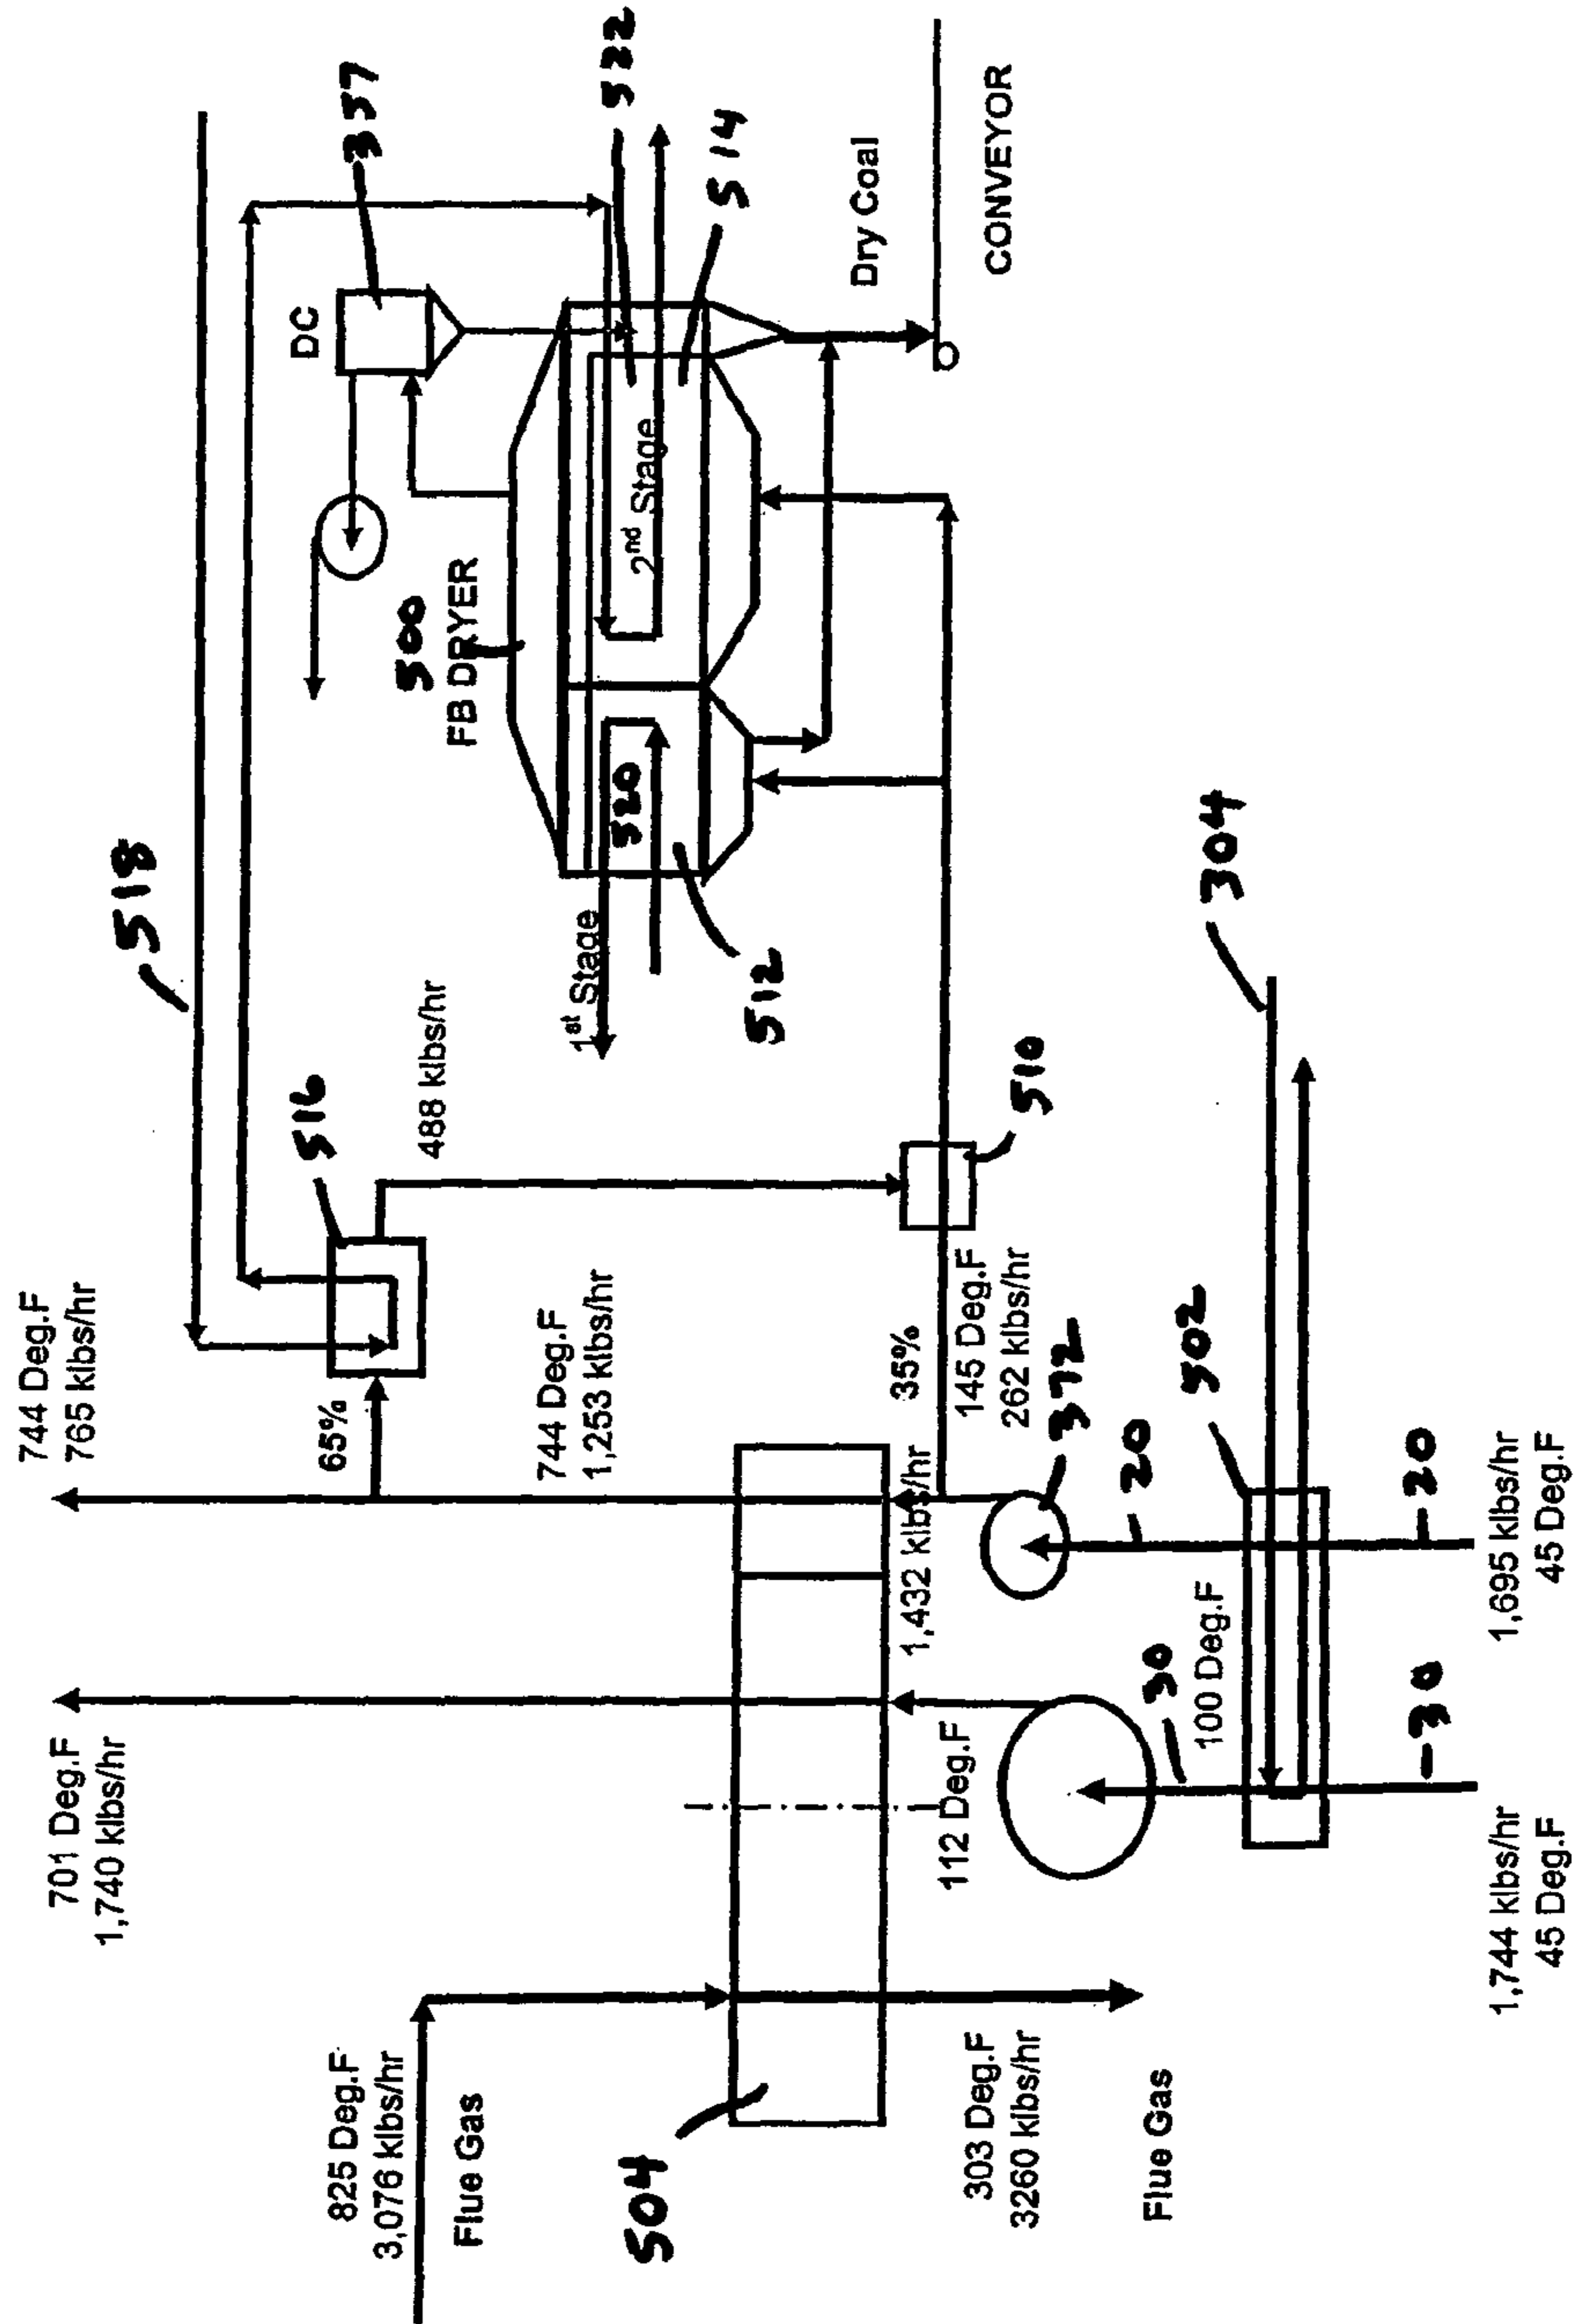 825 Deg.F
3,076 klbs/hr
Flue Gas
701 Deg.F
1,740 klbs/hr
744 Deg.F
765 klbs/hr
65%
516
518
DC
488 klbs/hr
744 Deg.F
1,253 klbs/hr
500
FB DRYER
522
514
1st Stage
520
2nd Stage
512
504
303 Deg.F
3260 klbs/hr
Flue Gas
112 Deg.F
1,432 klbs/hr
35%
145 Deg.F
262 klbs/hr
372
510
Dry Coal
CONVEYOR
30
100 Deg.F
20
502
304
30
20
1,744 klbs/hr
45 Deg.F
1,695 klbs/hr
45 Deg.F